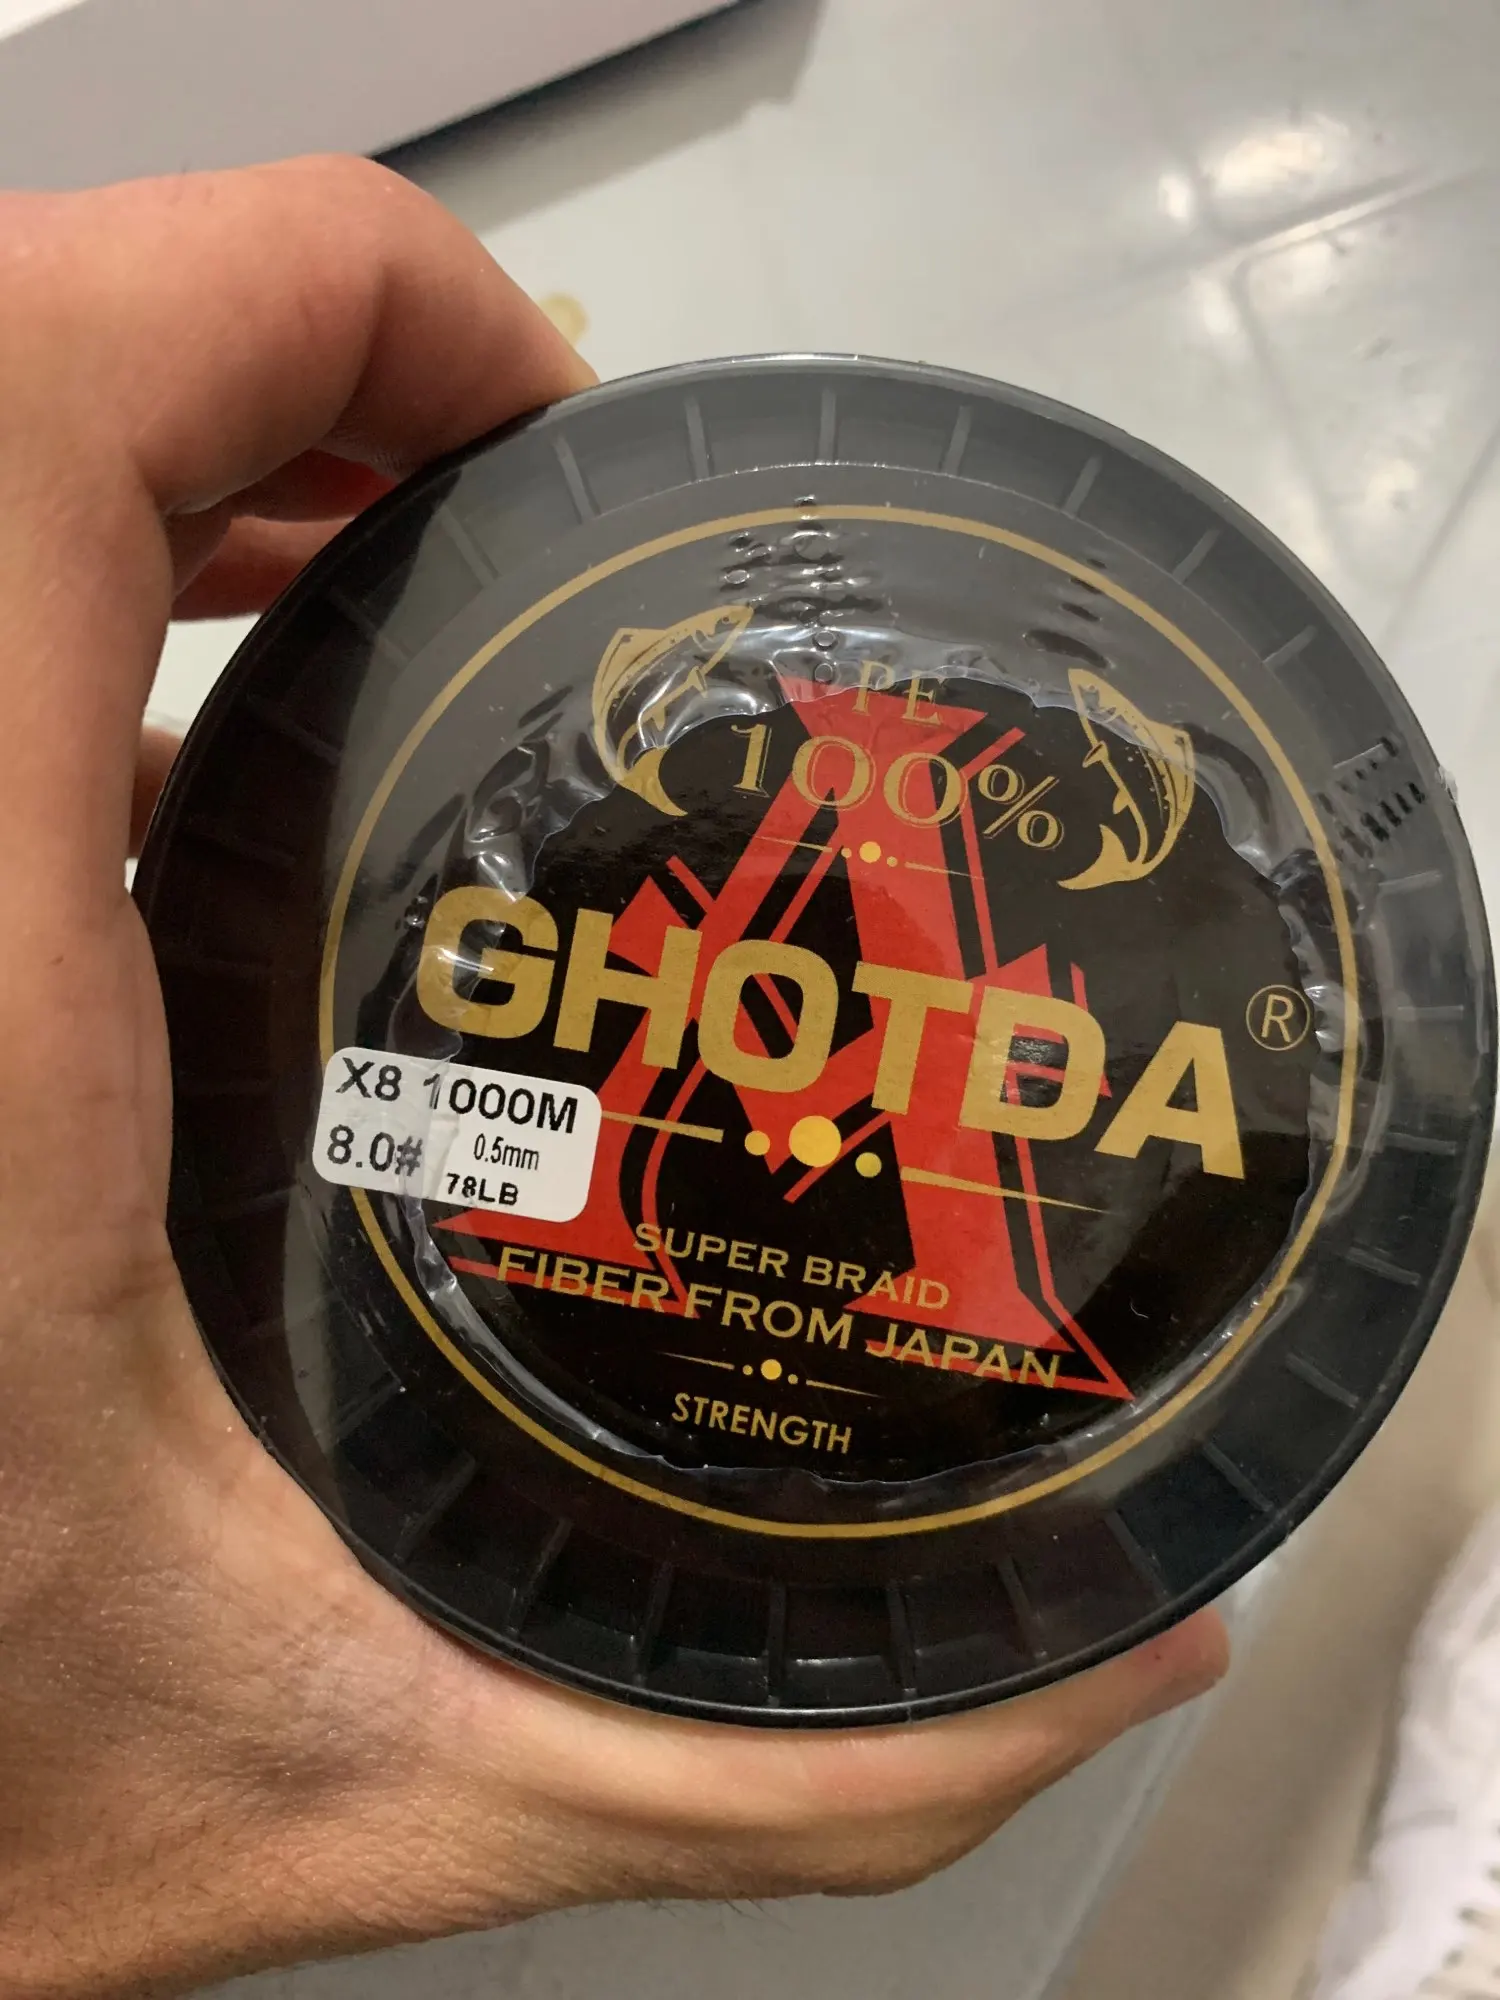 PE
100%
GHOTDA®
X8 1000M
8.0# 0.5mm
78LB
SUPER BRAID
FIBER FROM JAPAN
STRENGTH